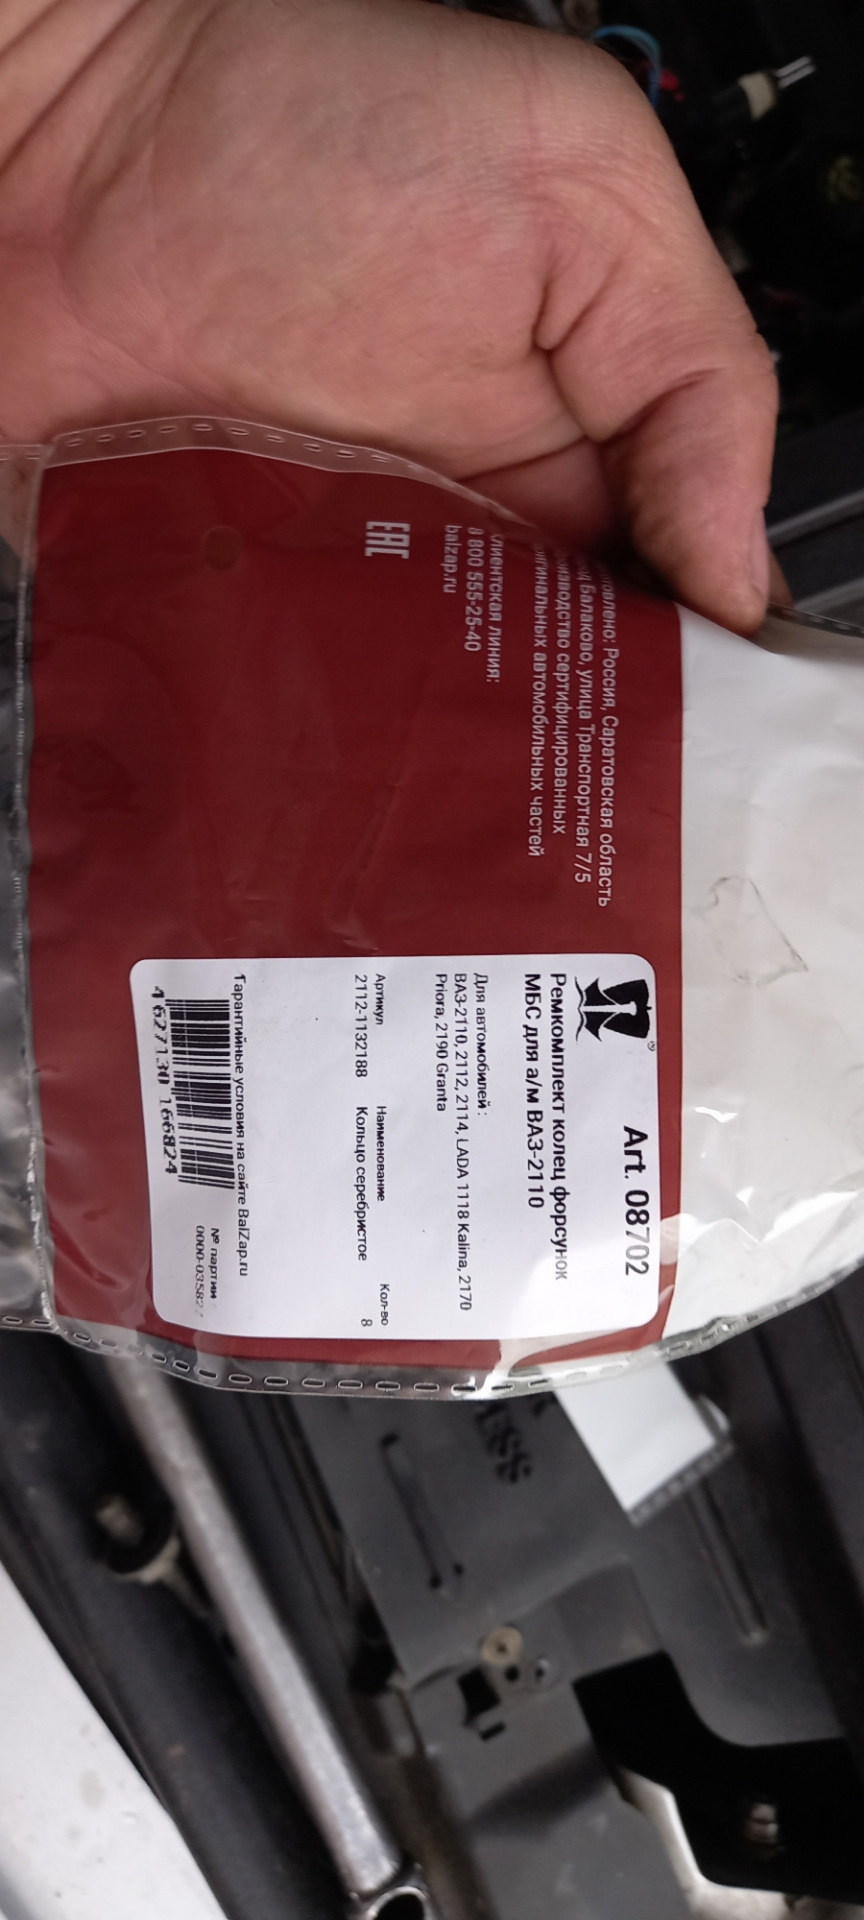 Россия, Саратовская область
Балаково, улица Транспортная 7/5
сертифицированных
автомобильных частей
линия:
8 800 555-25-40
balzap.ru
EAC
Art. 08702
Ремкомплект колец форсунок
МБС для а/м ВАЗ-2110
Для автомобилей :
ВАЗ-2110, 2112, 2114, LADA 1118 Kalina, 2170
Priora, 2190 Granta
Артикул Наименование Кол-во
2112-1132188 Кольцо серебристое 8
Гарантийные условия на сайте BalZap.ru
4 627130 166824
№ партии